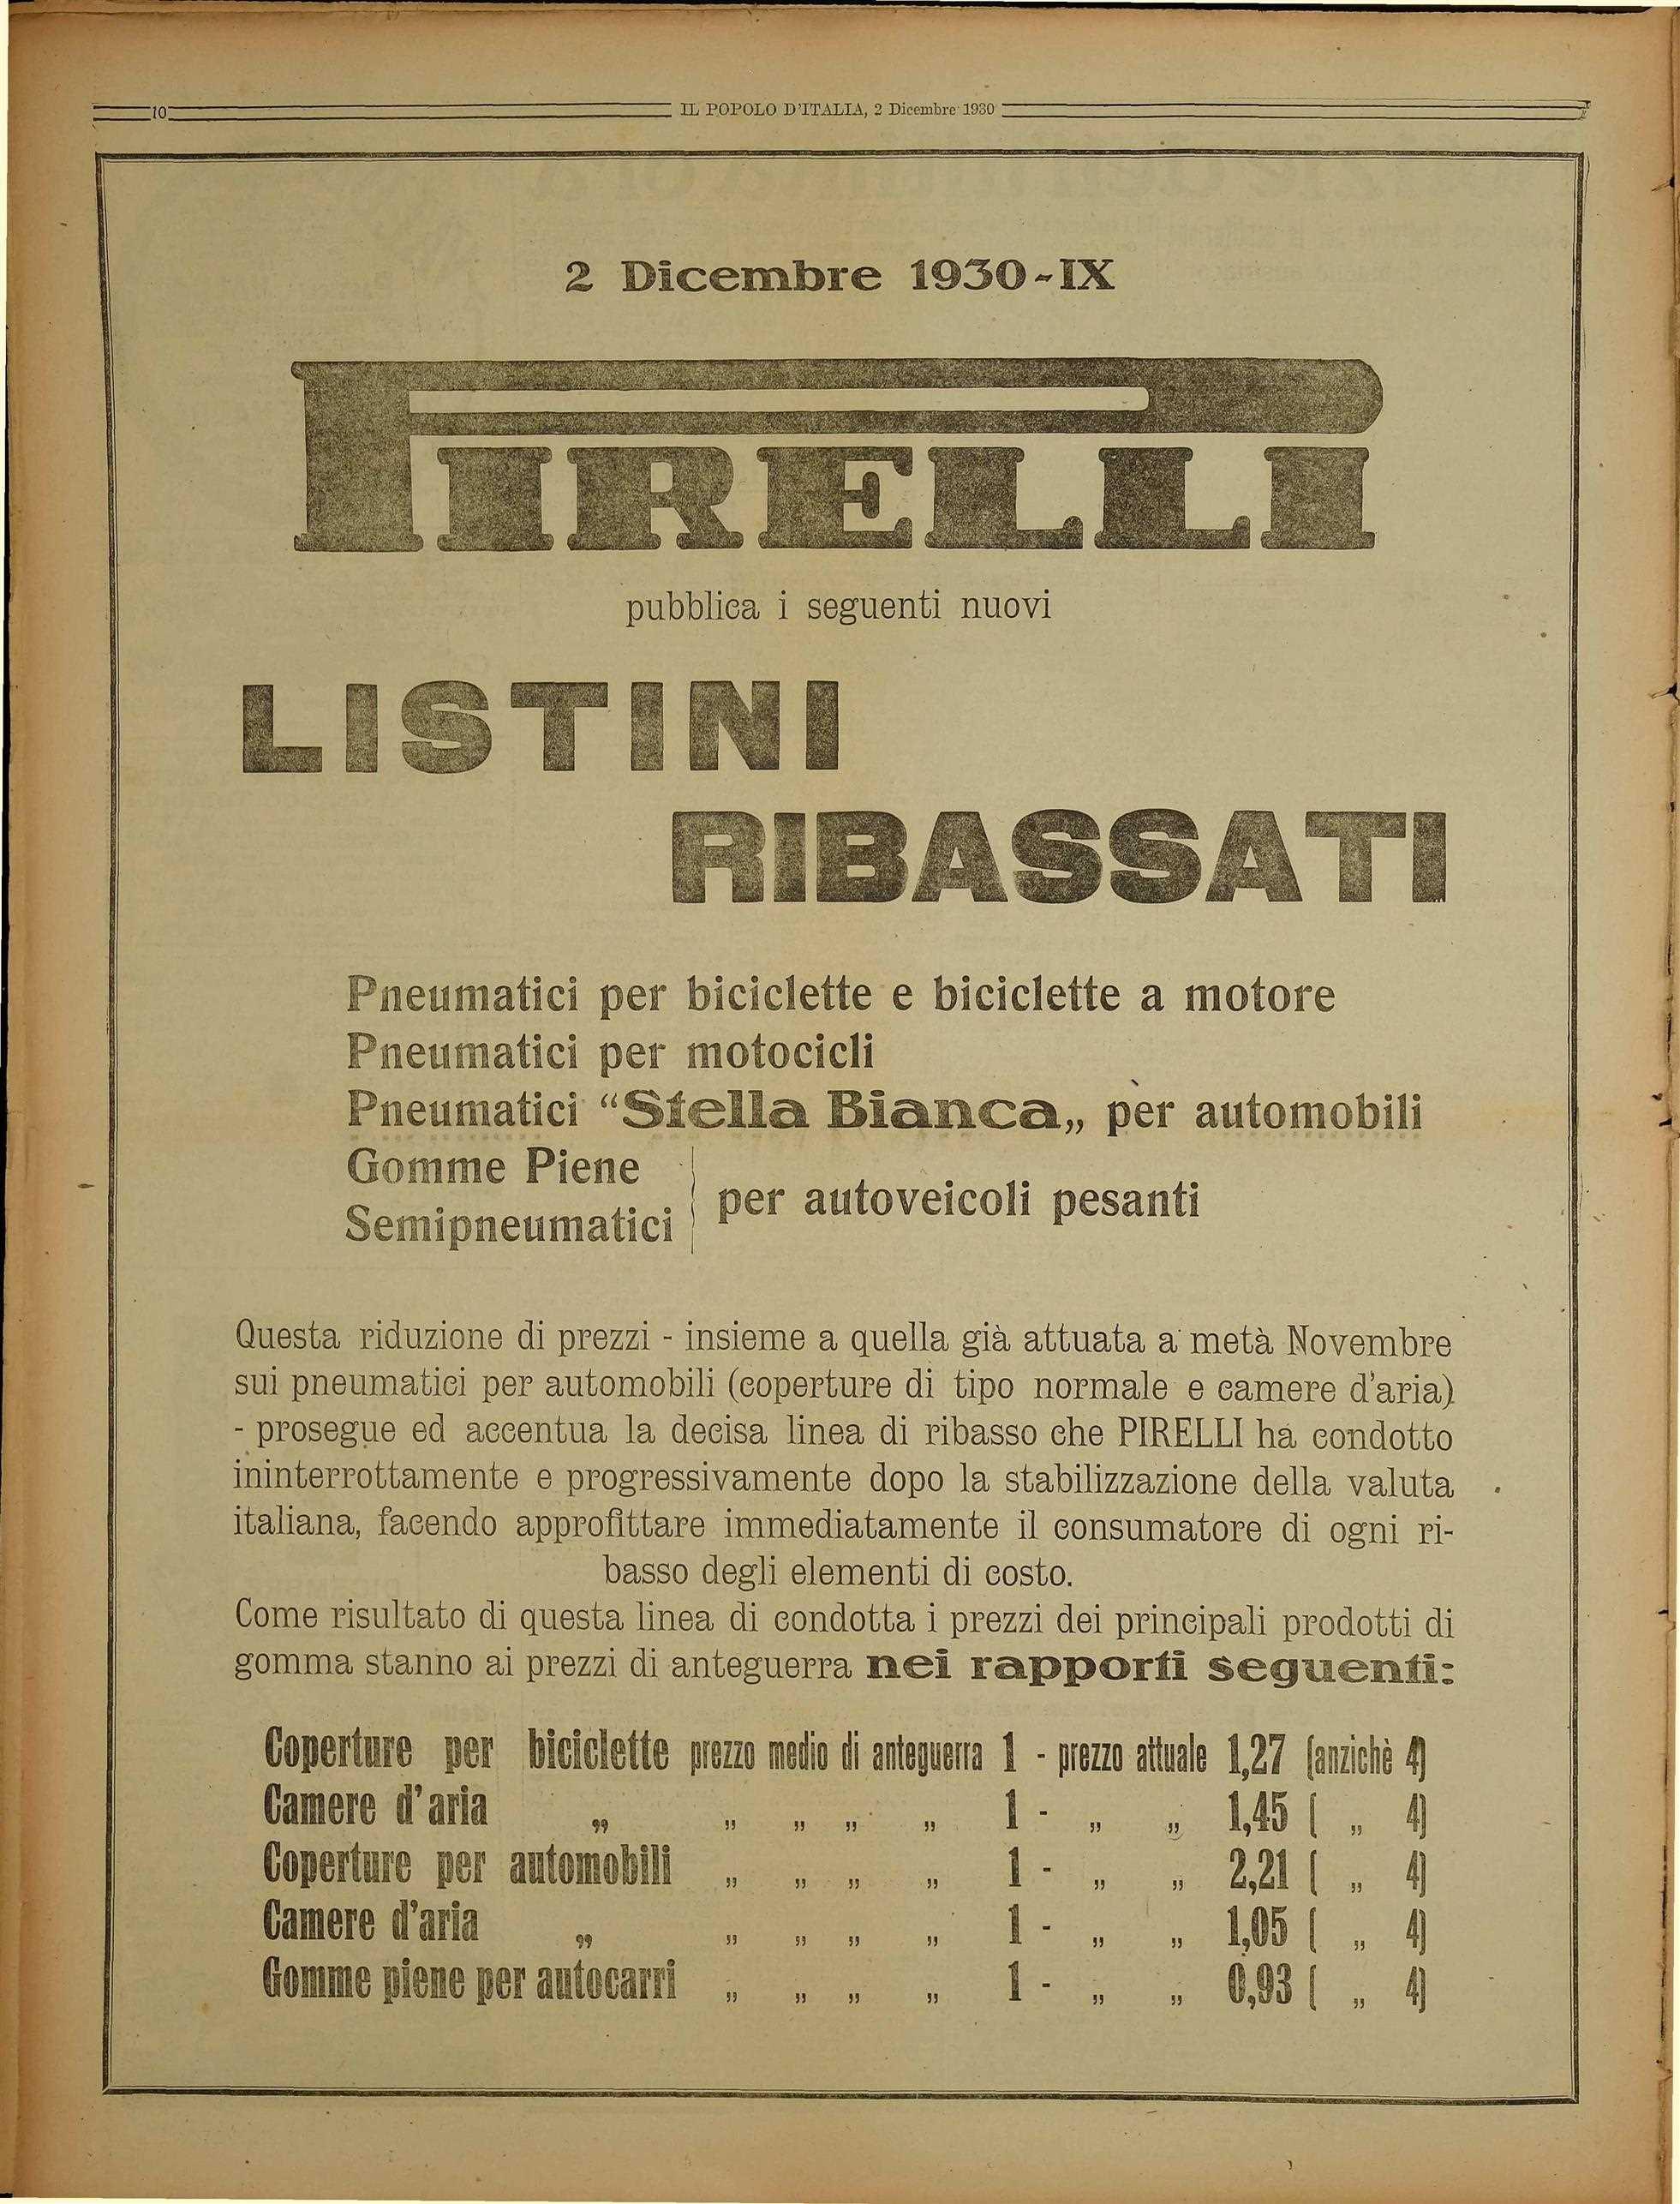 10
IL POPOLO D'ITALIA, 2 Dicembre 1930
2 Dicembre 1930-IX
PIRELLI
pubblica i seguenti nuovi
LISTINI
RIBASSATI
Pneumatici per biciclette e biciclette a motore
Pneumatici per motocicli
Pneumatici “Stella Bianca„ per automobili
Gomme Piene
Semipneumatici
per autoveicoli pesanti
Questa riduzione di prezzi - insieme a quella già attuata a metà Novembre
sui pneumatici per automobili (coperture di tipo normale e camere d'aria)
- prosegue ed accentua la decisa linea di ribasso che PIRELLI ha condotto
ininterrottamente e progressivamente dopo la stabilizzazione della valuta
italiana, facendo approfittare immediatamente il consumatore di ogni ri-
basso degli elementi di costo.
Come risultato di questa linea di condotta i prezzi dei principali prodotti di
gomma stanno ai prezzi di anteguerra nei rapporti seguenti:
Coperture per biciclette prezzo medio di anteguerra 1 - prezzo attuale 1,27 (anzichè 4)
Camere d'aria „ „ „ „ „ 1 - „ „ 1,45 ( „ 4)
Coperture per automobili „ „ „ „ 1 - „ „ 2,21 ( „ 4)
Camere d'aria „ „ „ „ „ 1 - „ „ 1,05 ( „ 4)
Gomme piene per autocarri „ „ „ „ 1 - „ „ 0,93 ( „ 4)